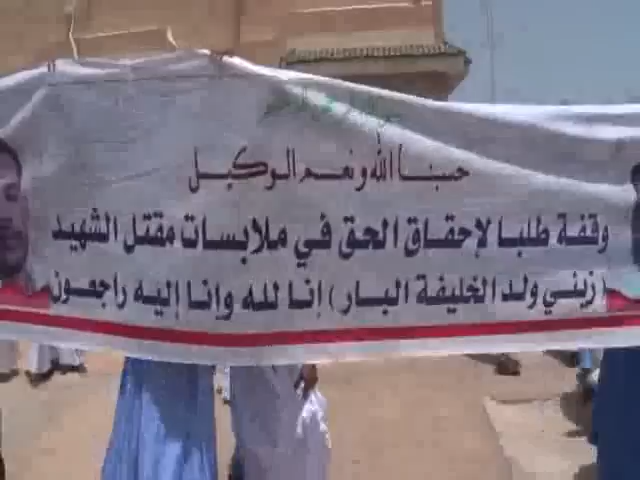 حسبنا الله ونعم الوكيل
وقفة طلبا لإحقاق الحق في ملابسات مقتل الشهيد
(زيني ولد الخليفة البار) إنا لله وإنا إليه راجعون